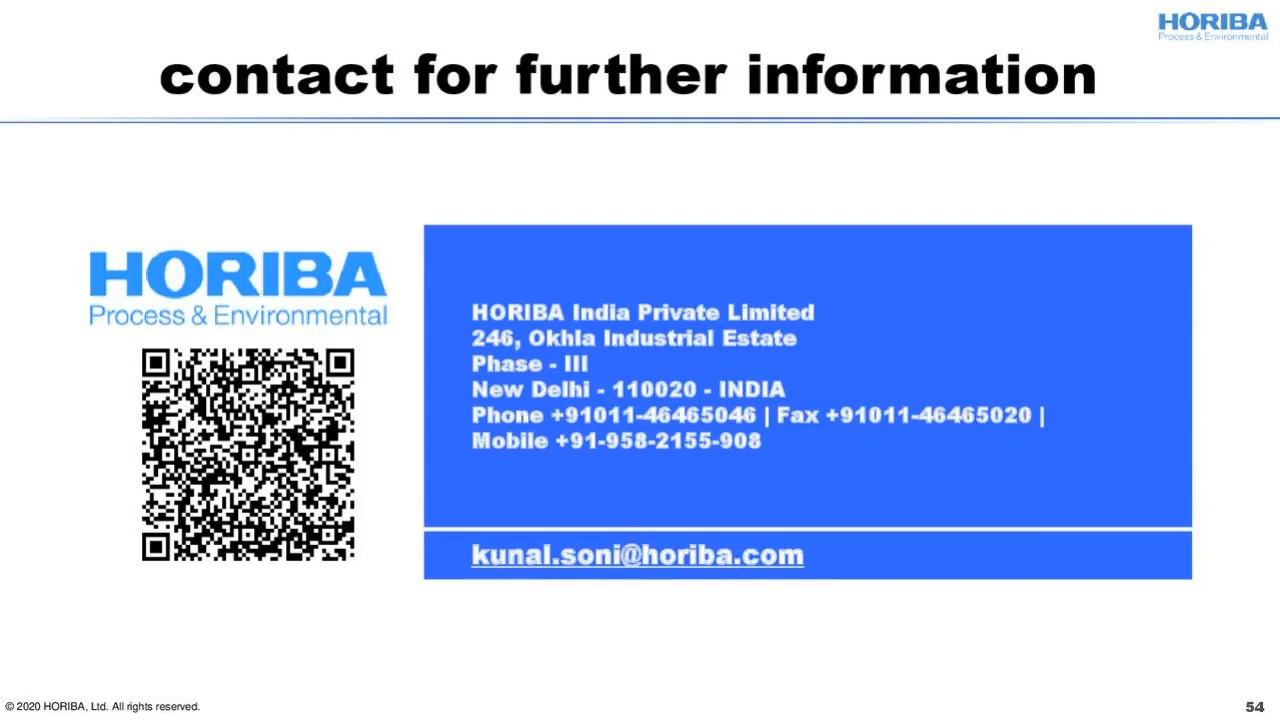 HORIBA
Process & Environmental
contact for further information
HORIBA
Process & Environmental
HORIBA India Private Limited
246, Okhla Industrial Estate
Phase - III
New Delhi - 110020 - INDIA
Phone +91011-46465046 | Fax +91011-46465020 |
Mobile +91-958-2155-908
kunal.soni@horiba.com
© 2020 HORIBA, Ltd. All rights reserved.
54